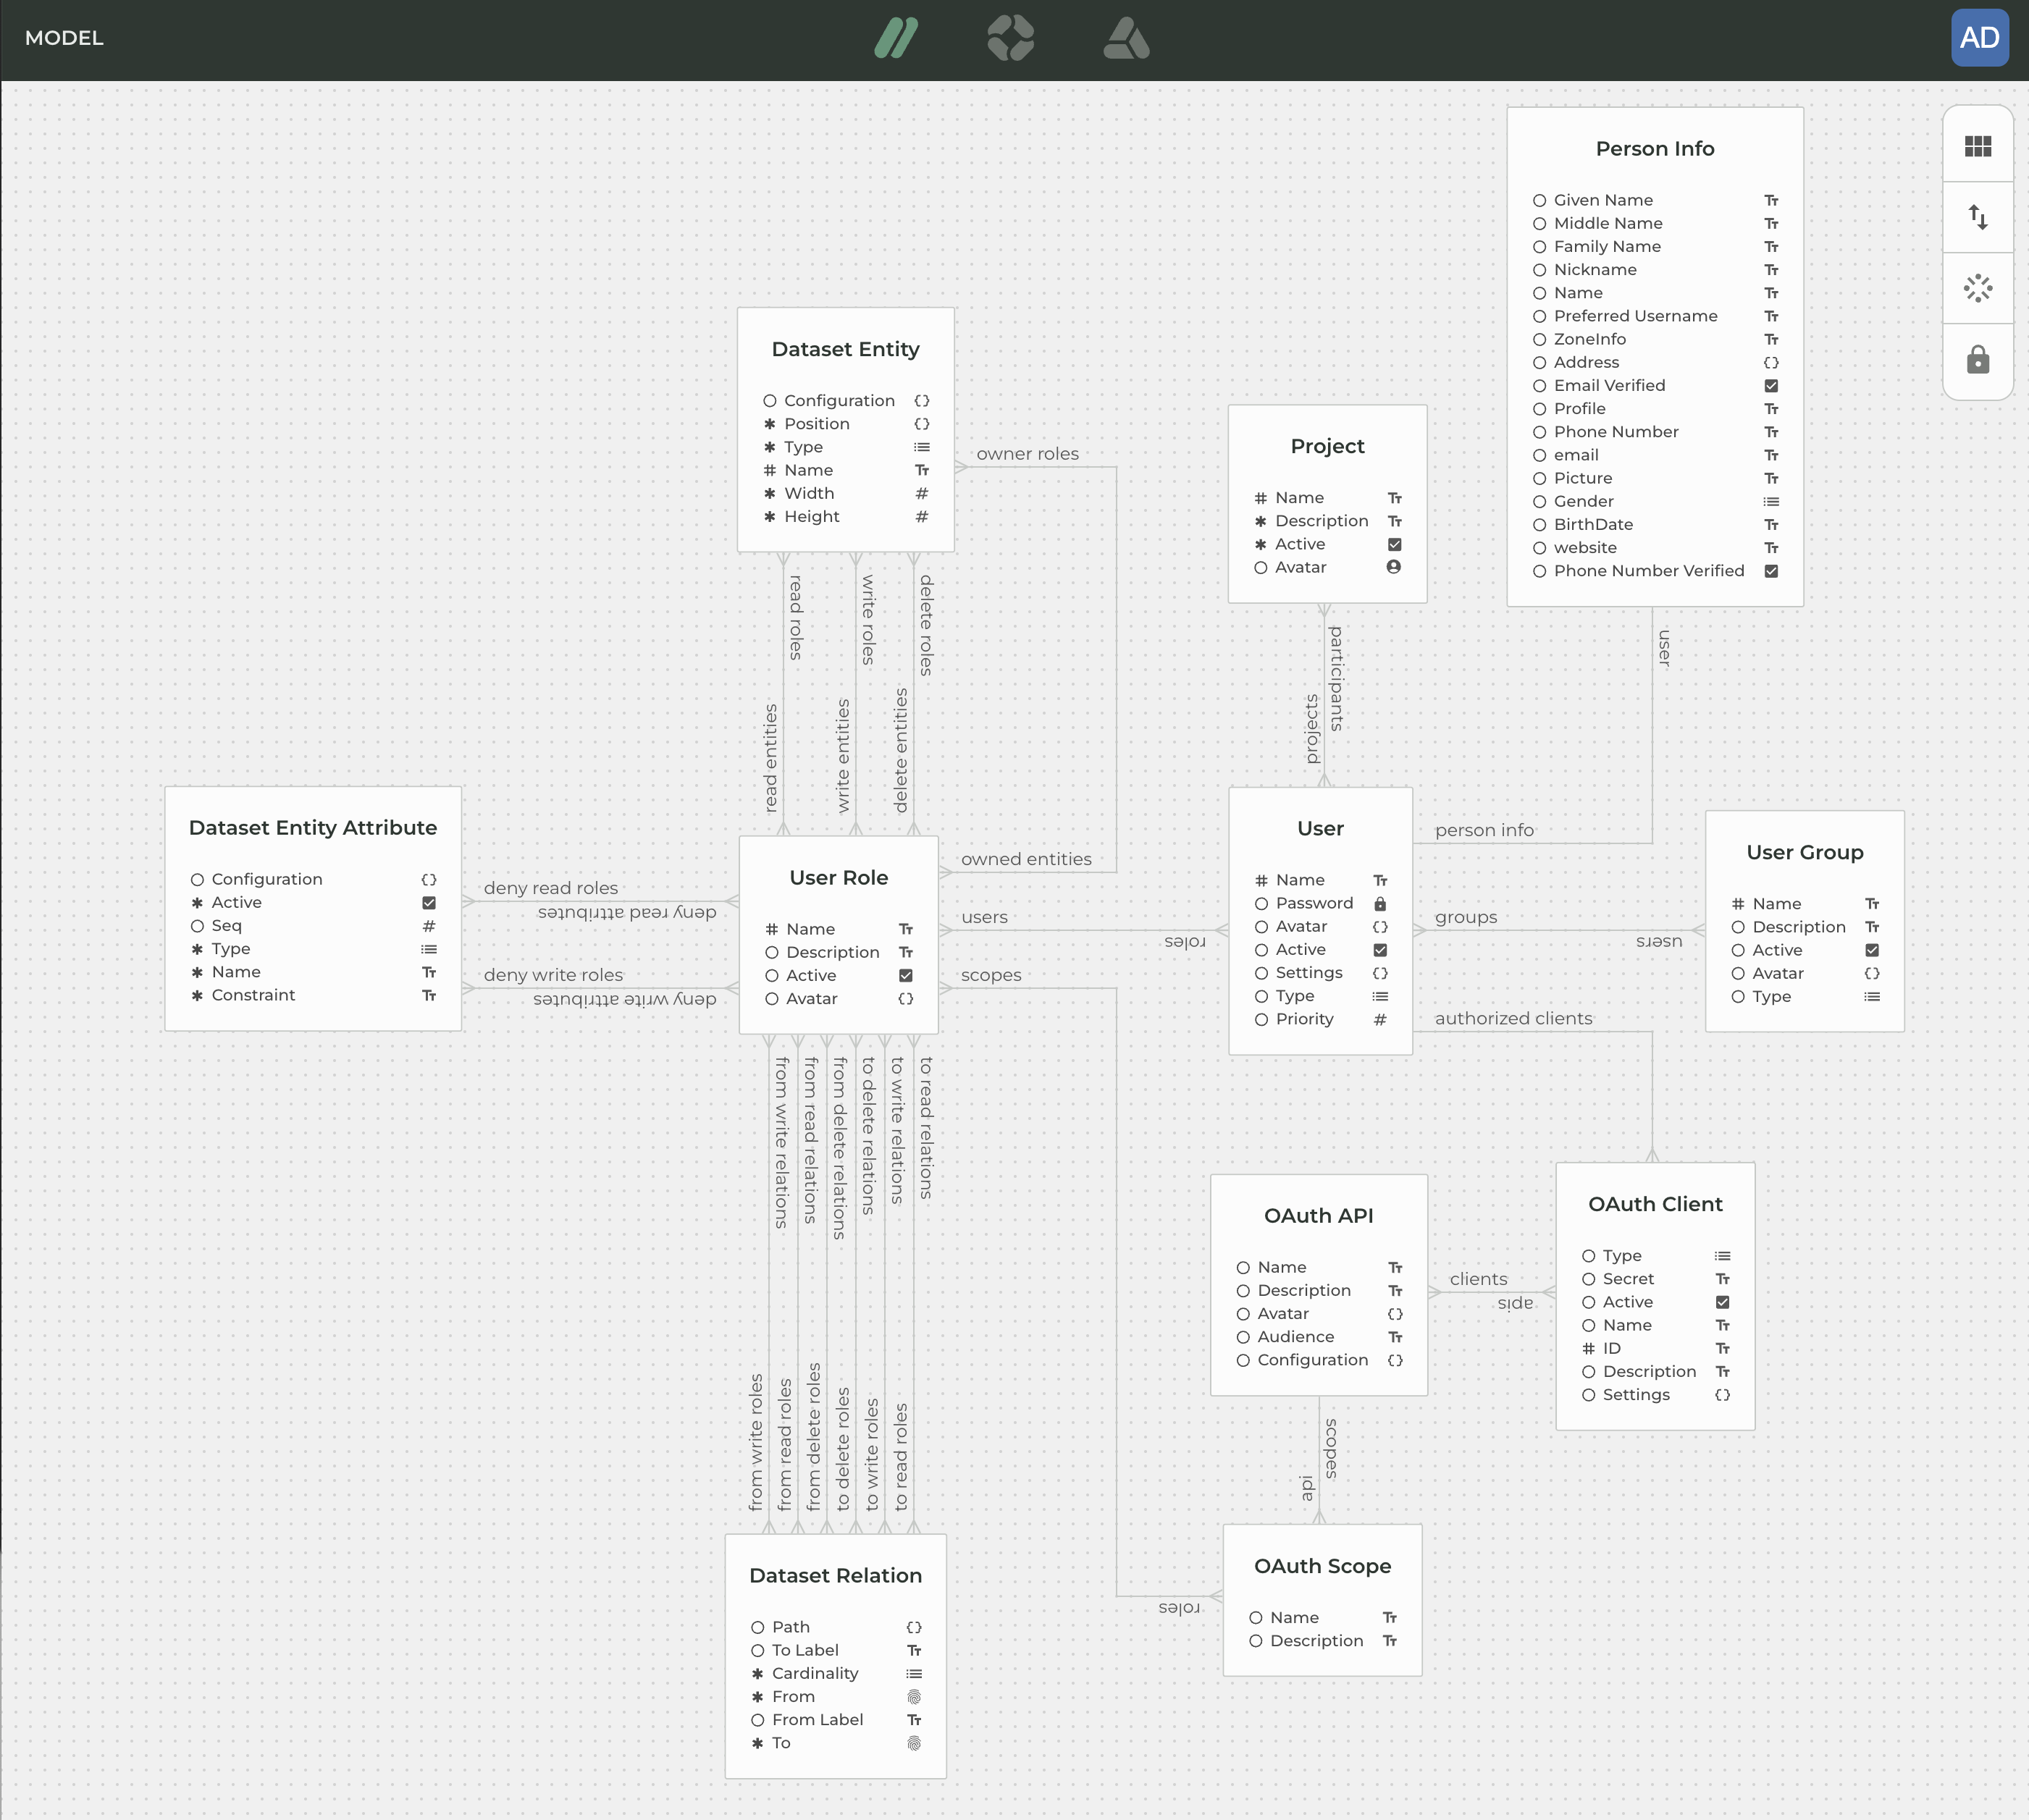 MODEL
AD
Person Info
Given Name
Middle Name
Family Name
Nickname
Name
Preferred Username
ZoneInfo
Address
Email Verified
Profile
Phone Number
email
Picture
Gender
BirthDate
website
Phone Number Verified
user
Dataset Entity
Configuration
Position
Type
# Name
Width #
Height #
owner roles
read roles
write roles
delete roles
read entities
write entities
delete entities
Project
# Name
Description
Active
Avatar
participants
projects
Dataset Entity Attribute
Configuration
Active
Seq #
Type
Name
Constraint
deny read roles
deny read attributes
deny write roles
deny write attributes
User Role
# Name
Description
Active
Avatar
owned entities
users
roles
scopes
User
# Name
Password
Avatar
Active
Settings
Type
Priority #
person info
groups
users
authorized clients
User Group
# Name
Description
Active
Avatar
Type
from write relations
from read relations
from delete relations
to delete relations
to write relations
to read relations
from write roles
from read roles
from delete roles
to delete roles
to write roles
to read roles
OAuth API
Name
Description
Avatar
Audience
Configuration
clients
apis
OAuth Client
Type
Secret
Active
Name
# ID
Description
Settings
scopes
api
Dataset Relation
Path
To Label
Cardinality
From
From Label
To
roles
OAuth Scope
Name
Description